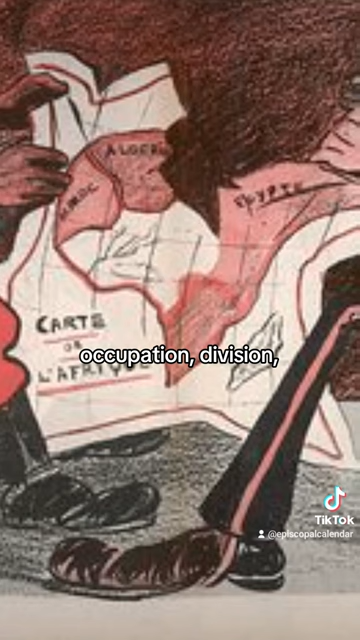 ALGER
MAROC
EGYPTE
CARTE
DE
L'AFRIQUE
occupation, division,
TikTok
@episcopalcalendar